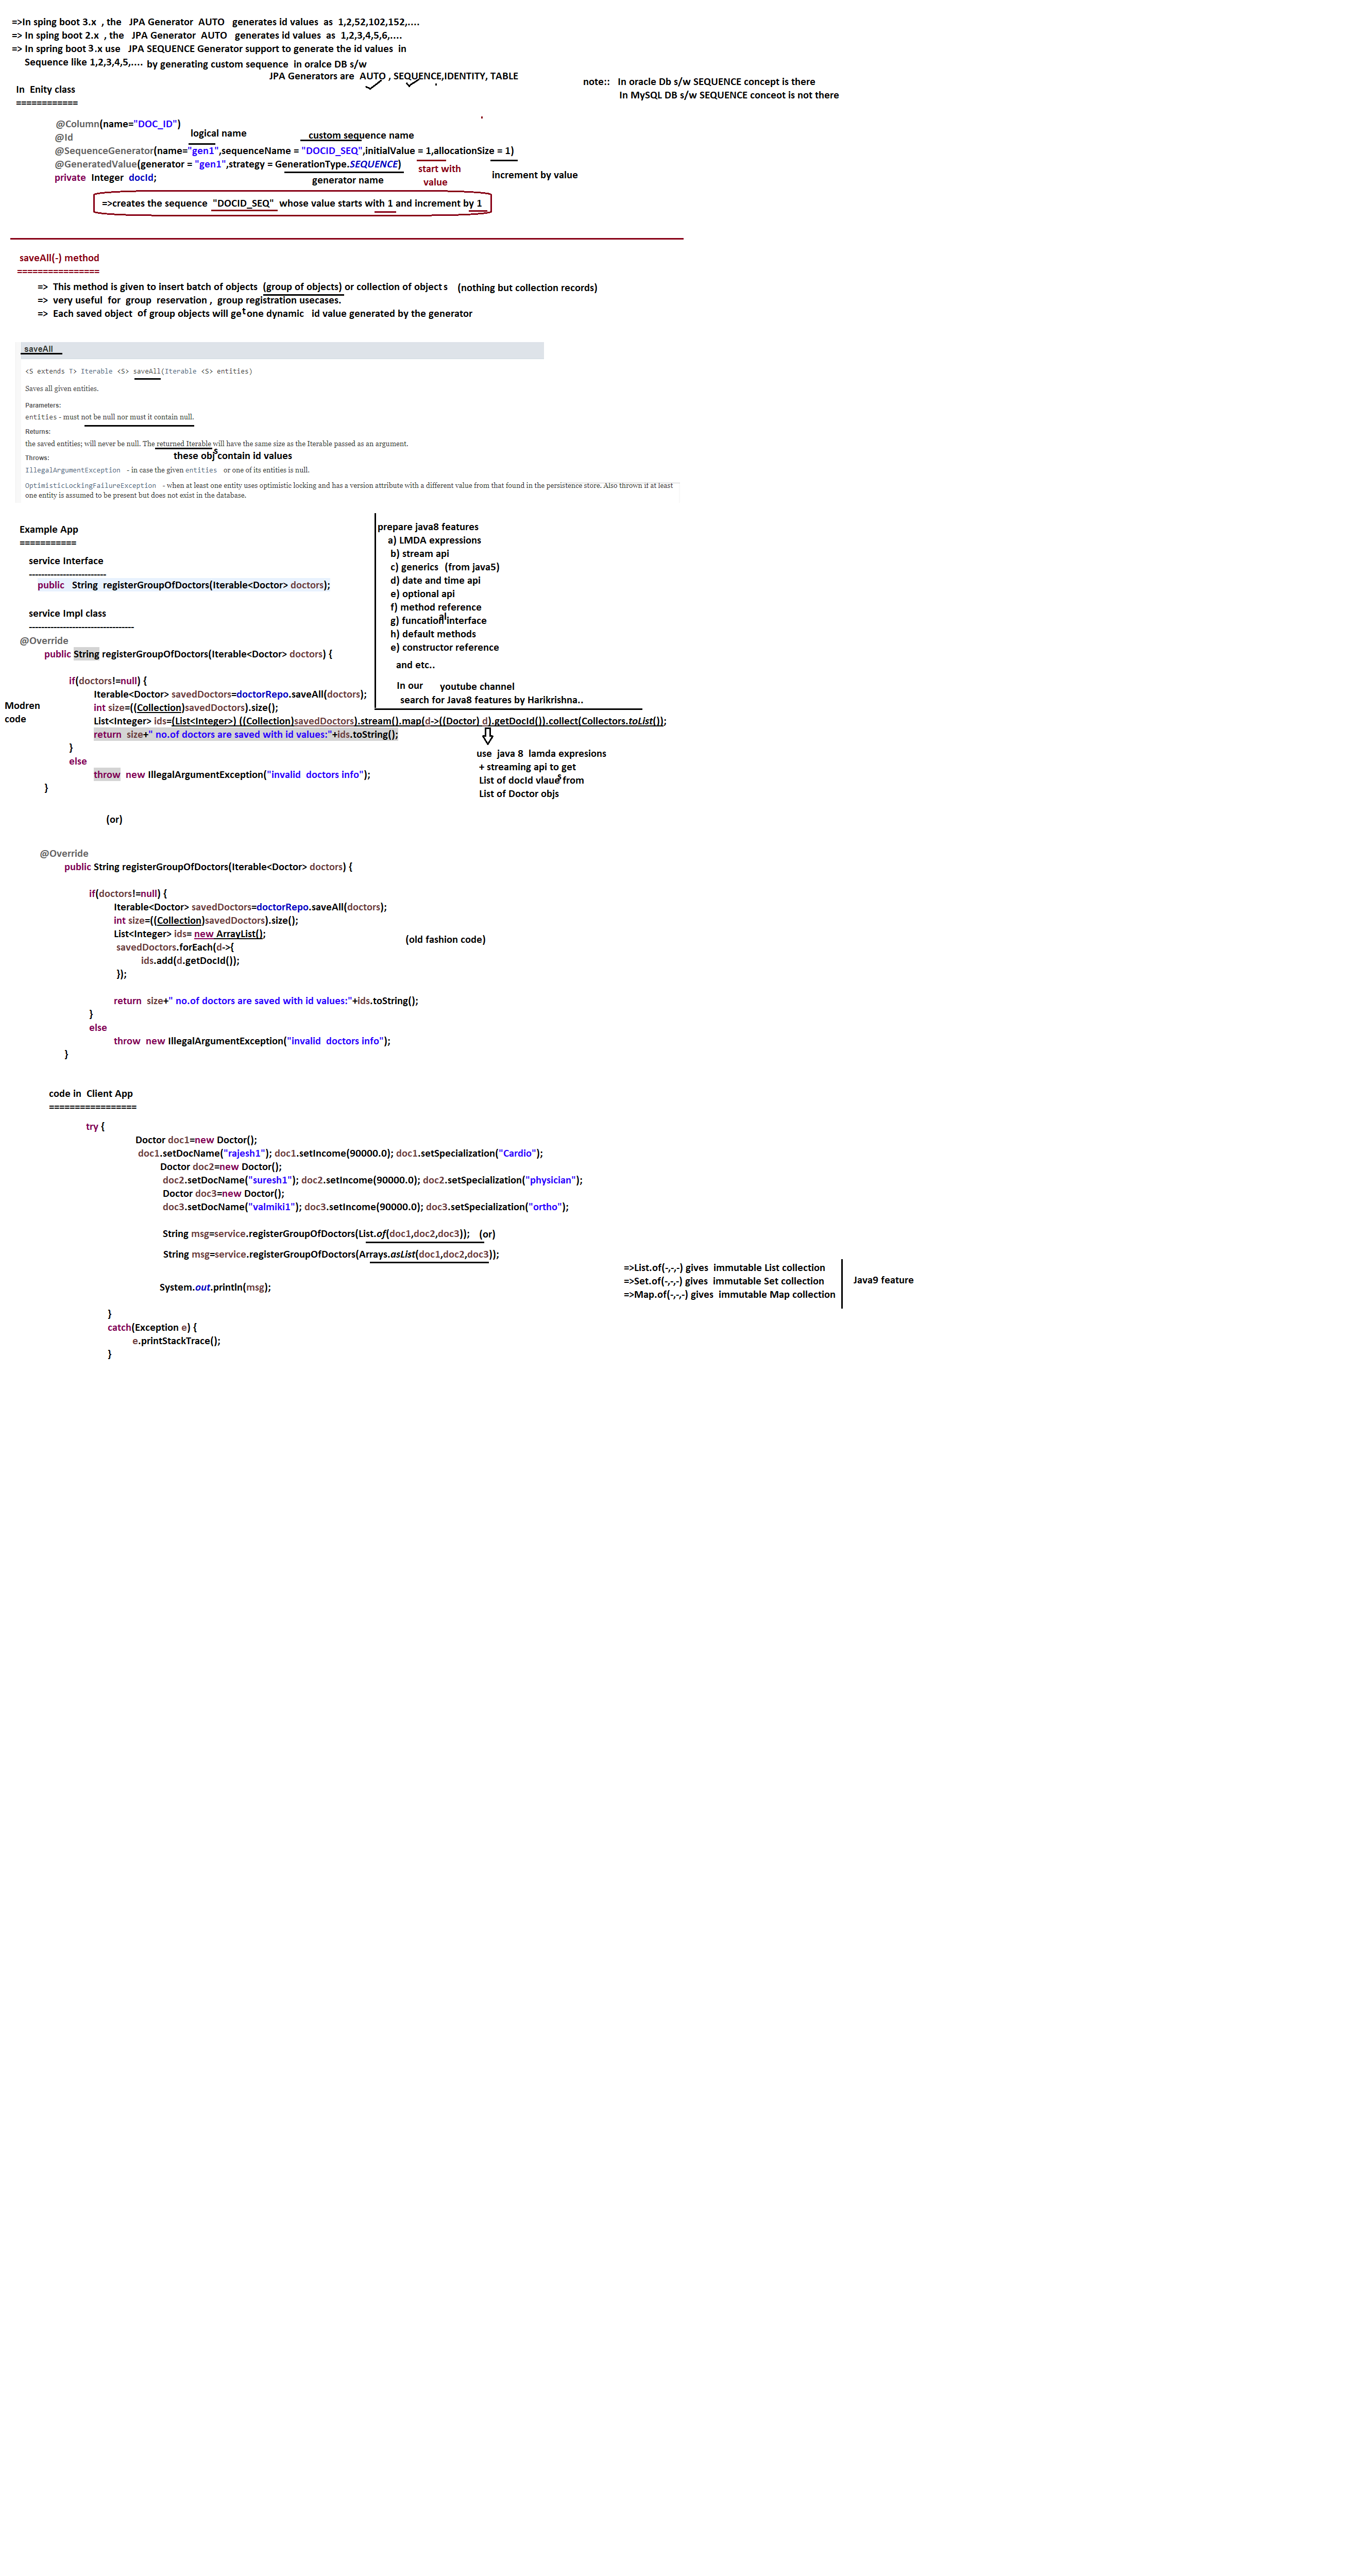 =>In sping boot 3.x , the JPA Generator AUTO generates id values as 1,2,52,102,152,....
=> In sping boot 2.x , the JPA Generator AUTO generates id values as 1,2,3,4,5,6,....
=> In spring boot 3.x use JPA SEQUENCE Generator support to generate the id values in
Sequence like 1,2,3,4,5,.... by generating custom sequence in oralce DB s/w
JPA Generators are AUTO , SEQUENCE,IDENTITY, TABLE
note:: In oracle Db s/w SEQUENCE concept is there
In MySQL DB s/w SEQUENCE conceot is not there
In Enity class
============
@Column(name="DOC_ID")
@Id
logical name
custom sequence name
@SequenceGenerator(name="gen1",sequenceName = "DOCID_SEQ",initialValue = 1,allocationSize = 1)
@GeneratedValue(generator = "gen1",strategy = GenerationType.SEQUENCE)
private Integer docId;
generator name
start with
value
increment by value
=>creates the sequence "DOCID_SEQ" whose value starts with 1 and increment by 1
saveAll(-) method
================
=> This method is given to insert batch of objects (group of objects) or collection of objects (nothing but collection records)
=> very useful for group reservation , group registration usecases.
=> Each saved object of group objects will get one dynamic id value generated by the generator
saveAll
<S extends T> Iterable <S> saveAll(Iterable <S> entities)
Saves all given entities.
Parameters:
entities - must not be null nor must it contain null.
Returns:
the saved entities; will never be null. The returned Iterable will have the same size as the Iterable passed as an argument.
these objs contain id values
Throws:
IllegalArgumentException - in case the given entities or one of its entities is null.
OptimisticLockingFailureException - when at least one entity uses optimistic locking and has a version attribute with a different value from that found in the persistence store. Also thrown if at least
one entity is assumed to be present but does not exist in the database.
Example App
===========
service Interface
-------------------------
public String registerGroupOfDoctors(Iterable<Doctor> doctors);
prepare java8 features
a) LMDA expressions
b) stream api
c) generics (from java5)
d) date and time api
e) optional api
f) method reference
g) funcational interface
h) default methods
e) constructor reference
and etc..
In our youtube channel
search for Java8 features by Harikrishna..
service Impl class
----------------------------------
@Override
public String registerGroupOfDoctors(Iterable<Doctor> doctors) {
if(doctors!=null) {
Iterable<Doctor> savedDoctors=doctorRepo.saveAll(doctors);
Modren
code
int size=((Collection)savedDoctors).size();
List<Integer> ids=(List<Integer>) ((Collection)savedDoctors).stream().map(d->((Doctor) d).getDocId()).collect(Collectors.toList());
return size+" no.of doctors are saved with id values:"+ids.toString();
}
else
throw new IllegalArgumentException("invalid doctors info");
}
use java 8 lamda expresions
+ streaming api to get
List of docId vlaues from
List of Doctor objs
(or)
@Override
public String registerGroupOfDoctors(Iterable<Doctor> doctors) {
if(doctors!=null) {
Iterable<Doctor> savedDoctors=doctorRepo.saveAll(doctors);
int size=((Collection)savedDoctors).size();
List<Integer> ids= new ArrayList();
(old fashion code)
savedDoctors.forEach(d->{
ids.add(d.getDocId());
});
return size+" no.of doctors are saved with id values:"+ids.toString();
}
else
throw new IllegalArgumentException("invalid doctors info");
}
code in Client App
=================
try {
Doctor doc1=new Doctor();
doc1.setDocName("rajesh1"); doc1.setIncome(90000.0); doc1.setSpecialization("Cardio");
Doctor doc2=new Doctor();
doc2.setDocName("suresh1"); doc2.setIncome(90000.0); doc2.setSpecialization("physician");
Doctor doc3=new Doctor();
doc3.setDocName("valmiki1"); doc3.setIncome(90000.0); doc3.setSpecialization("ortho");
String msg=service.registerGroupOfDoctors(List.of(doc1,doc2,doc3)); (or)
String msg=service.registerGroupOfDoctors(Arrays.asList(doc1,doc2,doc3));
=>List.of(-,-,-) gives immutable List collection
=>Set.of(-,-,-) gives immutable Set collection
=>Map.of(-,-,-) gives immutable Map collection
Java9 feature
System.out.println(msg);
}
catch(Exception e) {
e.printStackTrace();
}